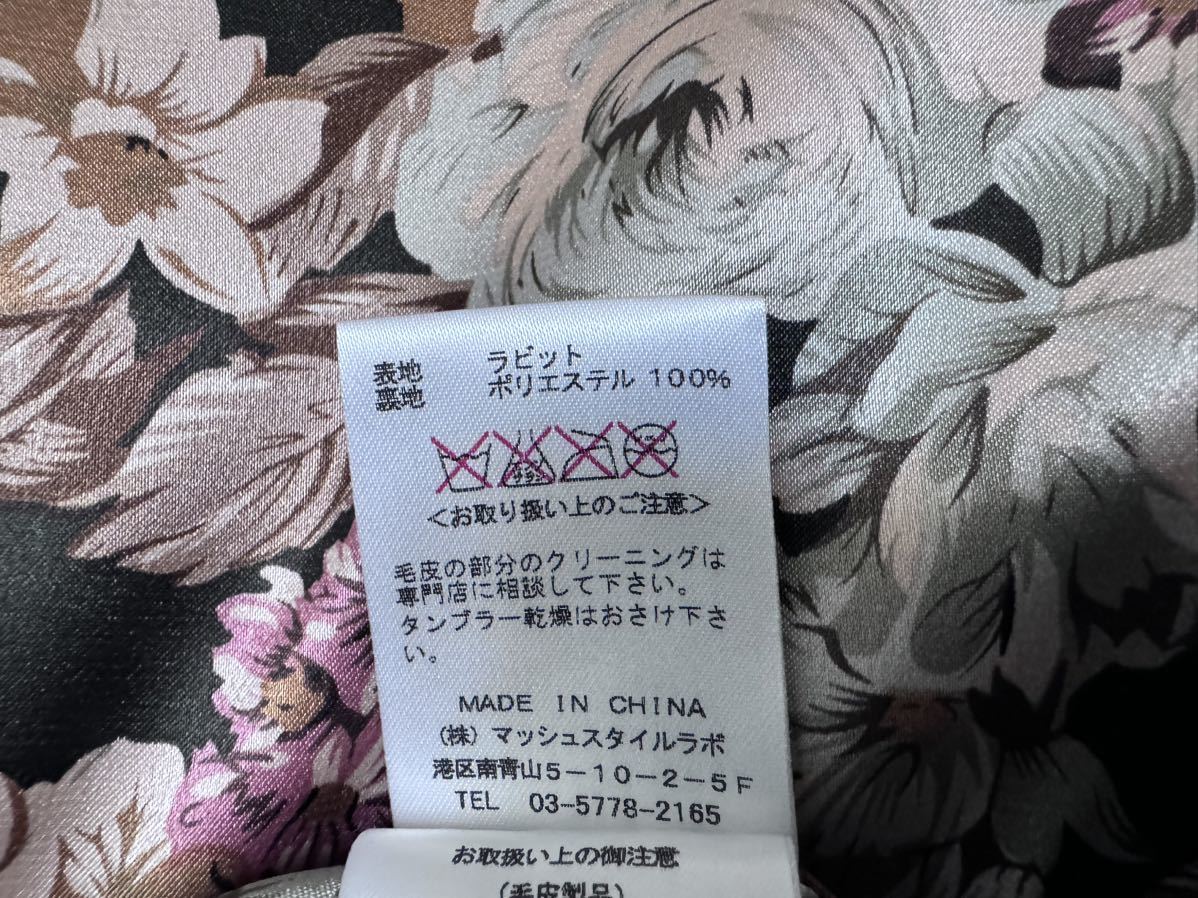 表地 ラビット
裏地 ポリエステル 100%
<お取り扱い上のご注意>
毛皮の部分のクリーニングは
専門店に相談して下さい。
タンブラー乾燥はおさけ下さ
い。
MADE IN CHINA
(株) マッシュスタイルラボ
港区南青山5-10-2-5F
TEL 03-5778-2165
お取扱い上の御注意
(毛皮製品)